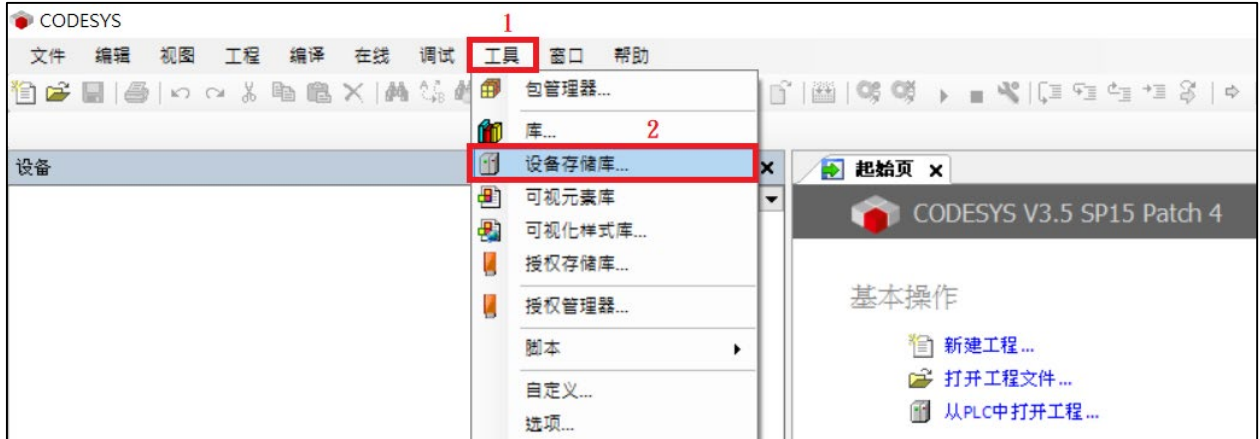 CODESYS
1
文件 编辑 视图 工程 编译 在线 调试 工具 窗口 帮助
包管理器...
库... 2
设备 设备存储库... 起始页
可视元素库
可视化样式库...
CODESYS V3.5 SP15 Patch 4
授权存储库...
授权管理器...
基本操作
脚本
新建工程...
自定义...
打开工程文件...
选项...
从PLC中打开工程...